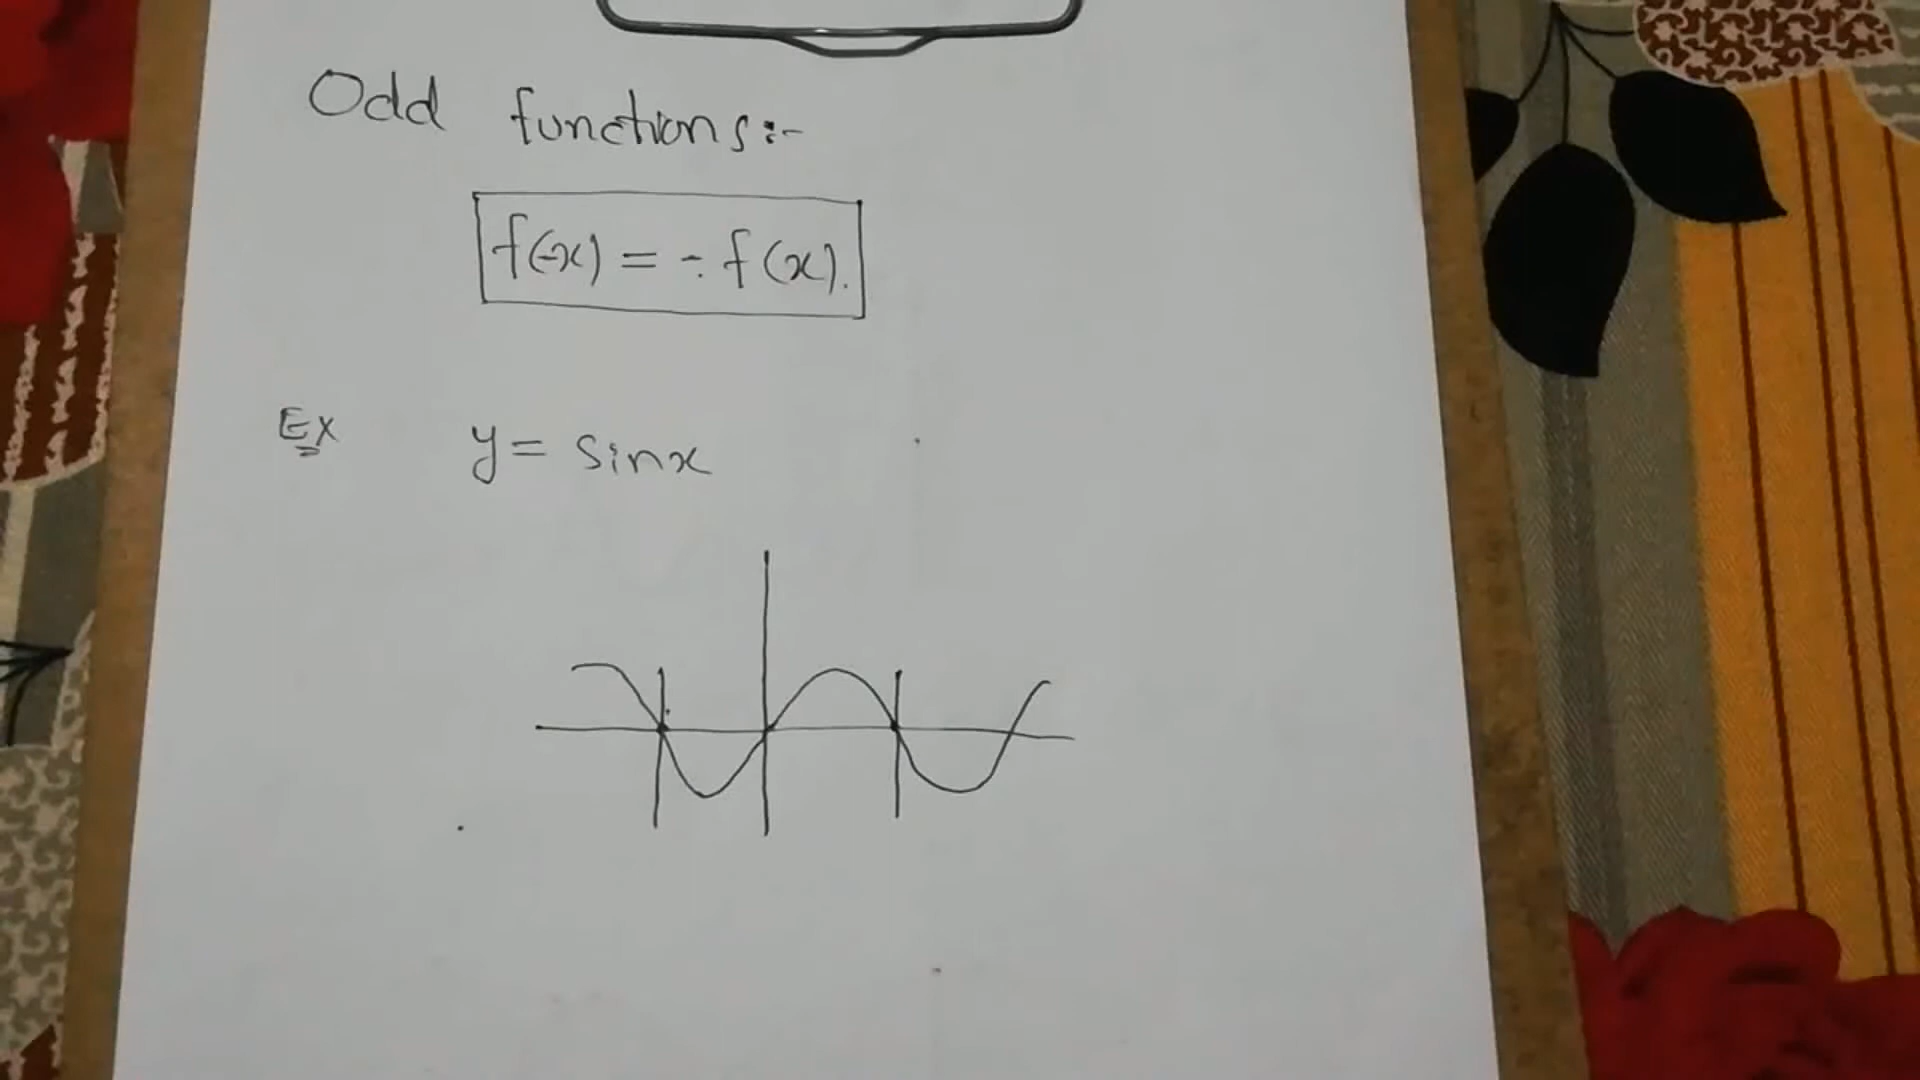 Odd functions:-
f(-x) = - f(x).
Ex y = sinx